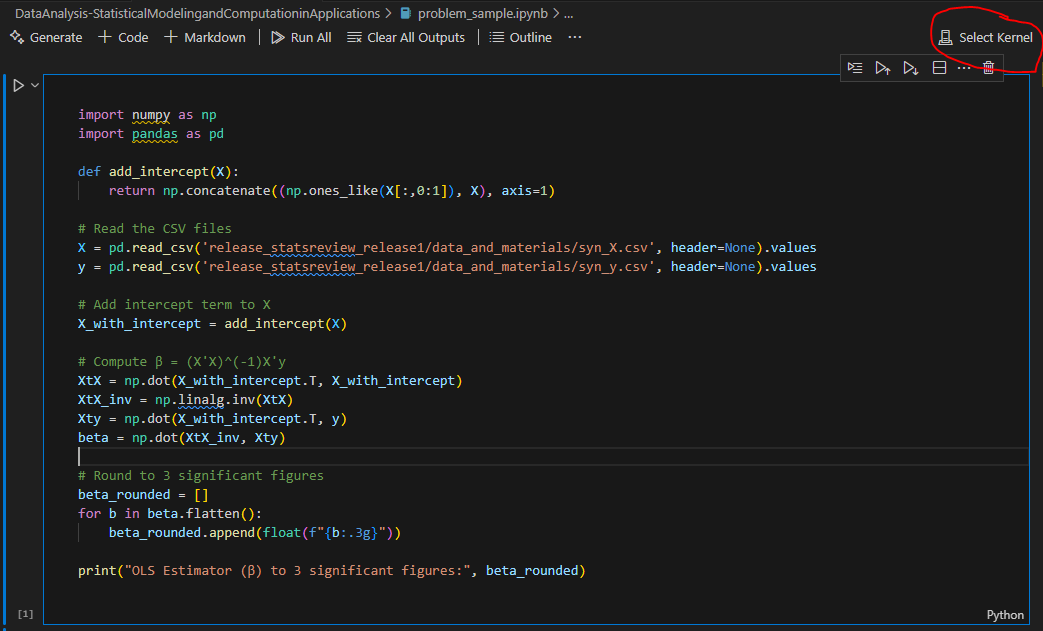 DataAnalysis-StatisticalModelingandComputationinApplications > problem_sample.ipynb > ...
Generate + Code + Markdown | Run All Clear All Outputs | Outline ... Select Kernel
import numpy as np
import pandas as pd
def add_intercept(X):
    return np.concatenate((np.ones_like(X[:,0:1]), X), axis=1)
# Read the CSV files
X = pd.read_csv('release_statsreview_release1/data_and_materials/syn_X.csv', header=None).values
y = pd.read_csv('release_statsreview_release1/data_and_materials/syn_y.csv', header=None).values
# Add intercept term to X
X_with_intercept = add_intercept(X)
# Compute β = (X'X)^(-1)X'y
XtX = np.dot(X_with_intercept.T, X_with_intercept)
XtX_inv = np.linalg.inv(XtX)
Xty = np.dot(X_with_intercept.T, y)
beta = np.dot(XtX_inv, Xty)
# Round to 3 significant figures
beta_rounded = []
for b in beta.flatten():
    beta_rounded.append(float(f"{b:.3g}"))
print("OLS Estimator (β) to 3 significant figures:", beta_rounded)
[1] Python